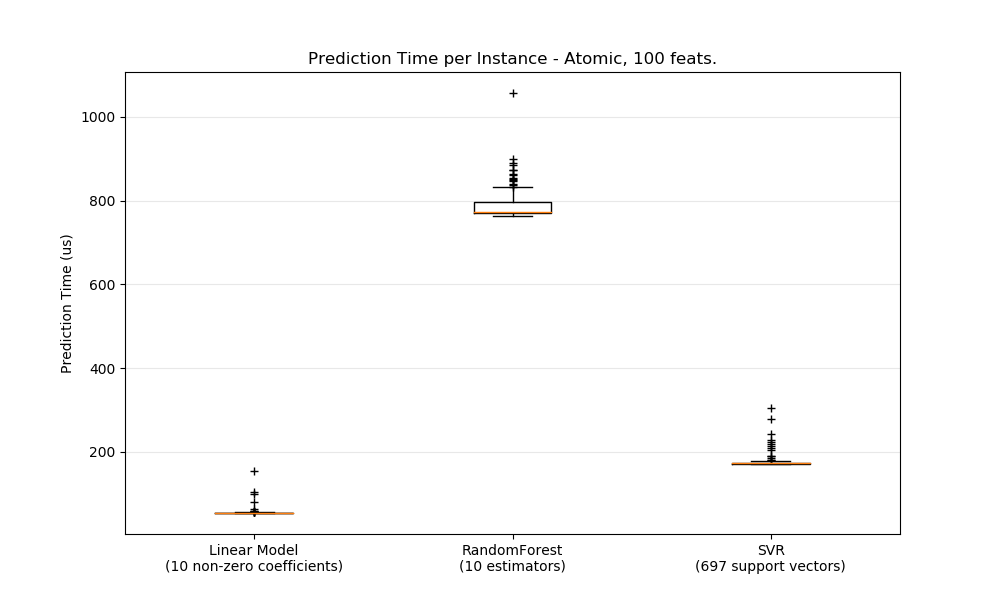 Prediction Time per Instance - Atomic, 100 feats.
Prediction Time (us)
1000
800
600
400
200
Linear Model
(10 non-zero coefficients)
RandomForest
(10 estimators)
SVR
(697 support vectors)